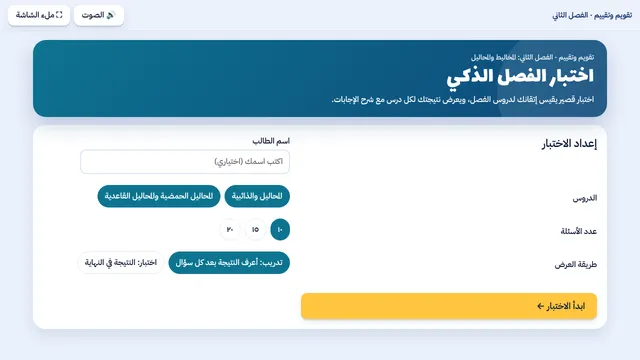 تقويم وتقييم · الفصل الثاني
🔊 الصوت
⛶ ملء الشاشة
تقويم وتقييم · الفصل الثاني: المخاليط والمحاليل
اختبار الفصل الذكي
اختبار قصير يقيس إتقانك لدروس الفصل، ويعرض نتيجتك لكل درس مع شرح الإجابات.
إعداد الاختبار
اسم الطالب
اكتب اسمك (اختياري)
الدروس
المحاليل والذائبية
المحاليل الحمضية والمحاليل القاعدية
عدد الأسئلة
١٠
١٥
٢٠
طريقة العرض
تدريب: أعرف النتيجة بعد كل سؤال
اختبار: النتيجة في النهاية
ابدأ الاختبار ←